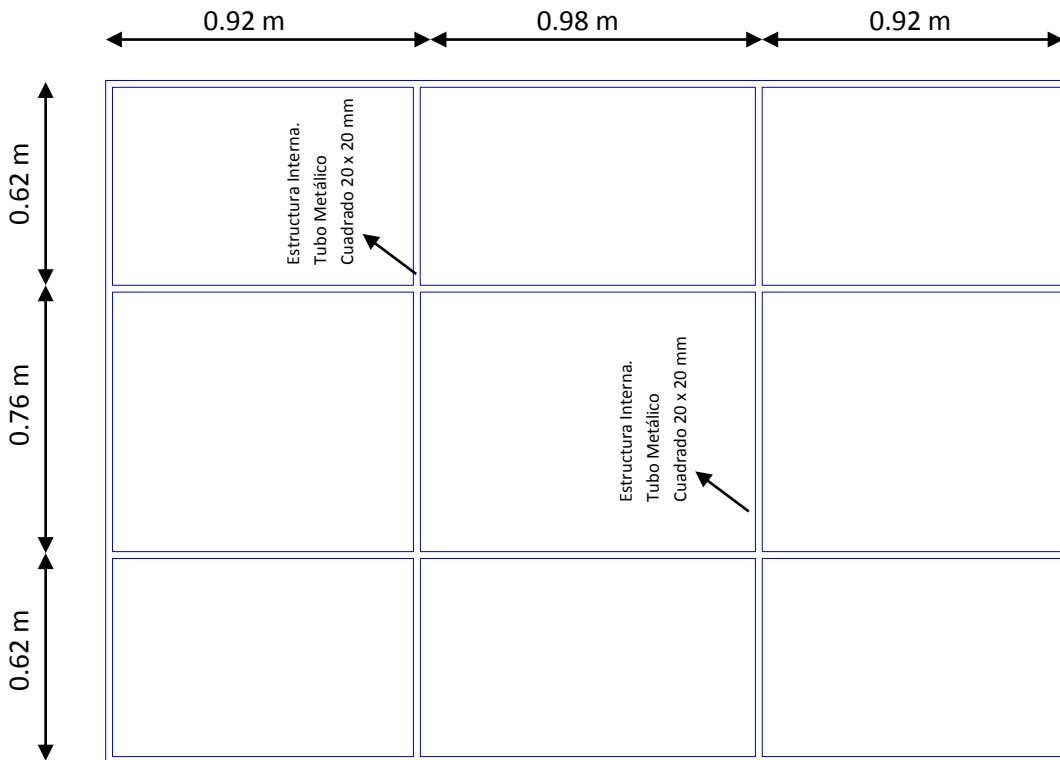 0.92 m
0.98 m
0.92 m
0.62 m
Estructura Interna.
Tubo Metálico
Cuadrado 20 x 20 mm
0.76 m
Estructura Interna.
Tubo Metálico
Cuadrado 20 x 20 mm
0.62 m